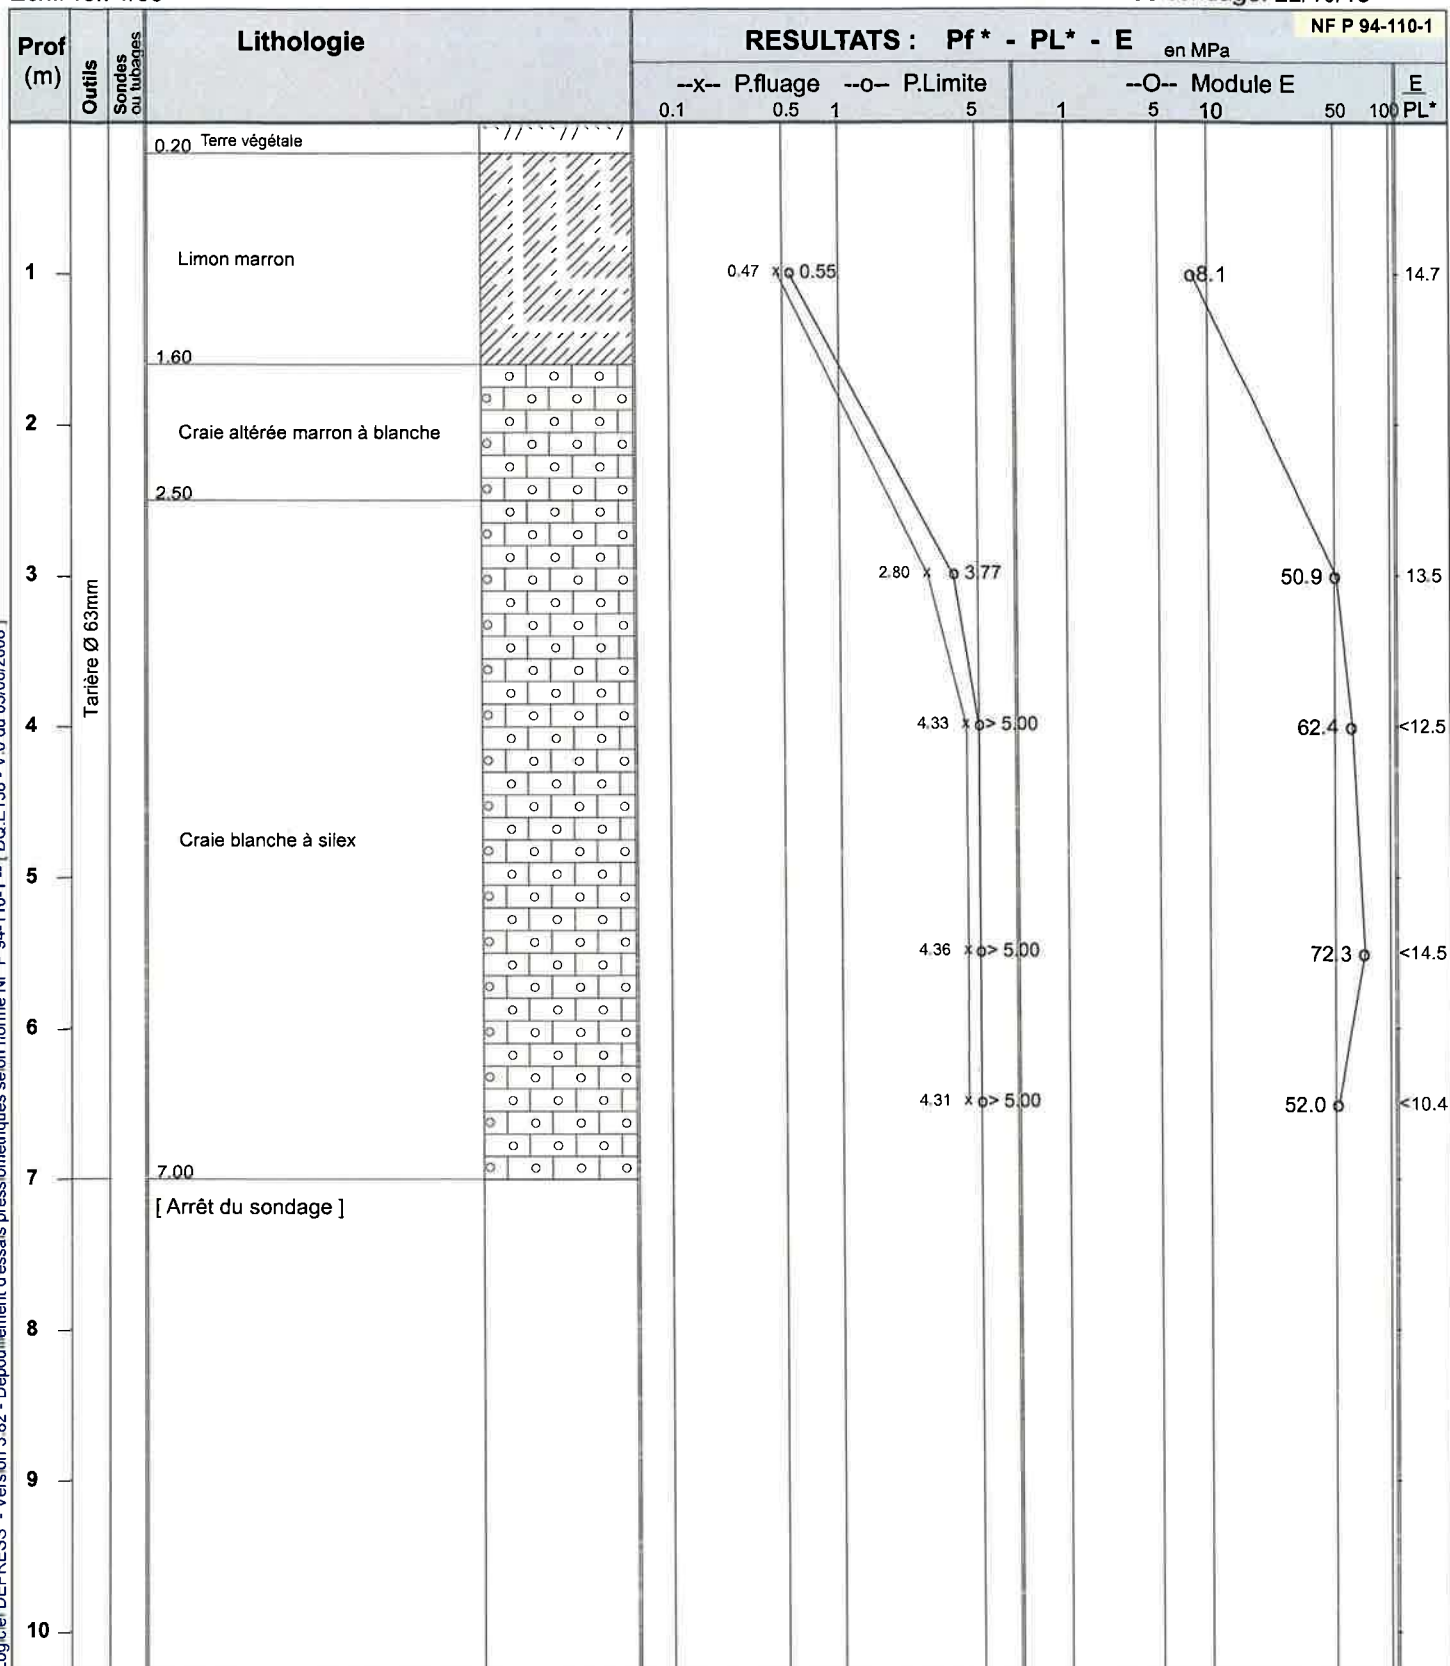 NF P 94-110-1
Prof (m)
Outils
Sondes ou tubages
Lithologie
RESULTATS : Pf* - PL* - E en MPa
--x-- P.fluage --o-- P.Limite
--O-- Module E
E
PL*
0.1 0.5 1 5 1 5 10 50 100
0.20 Terre végétale
Limon marron
1 0.47 x o 0.55 o 8.1 14.7
1.60
2
Craie altérée marron à blanche
2.50
3 2.80 x o 3.77 50.9 o 13.5
Tarière Ø 63mm
4 4.33 x o > 5.00 62.4 o <12.5
Craie blanche à silex
5
4.36 x o > 5.00 72.3 o <14.5
6
4.31 x o > 5.00 52.0 o <10.4
7 7.00
[ Arrêt du sondage ]
8
9
10